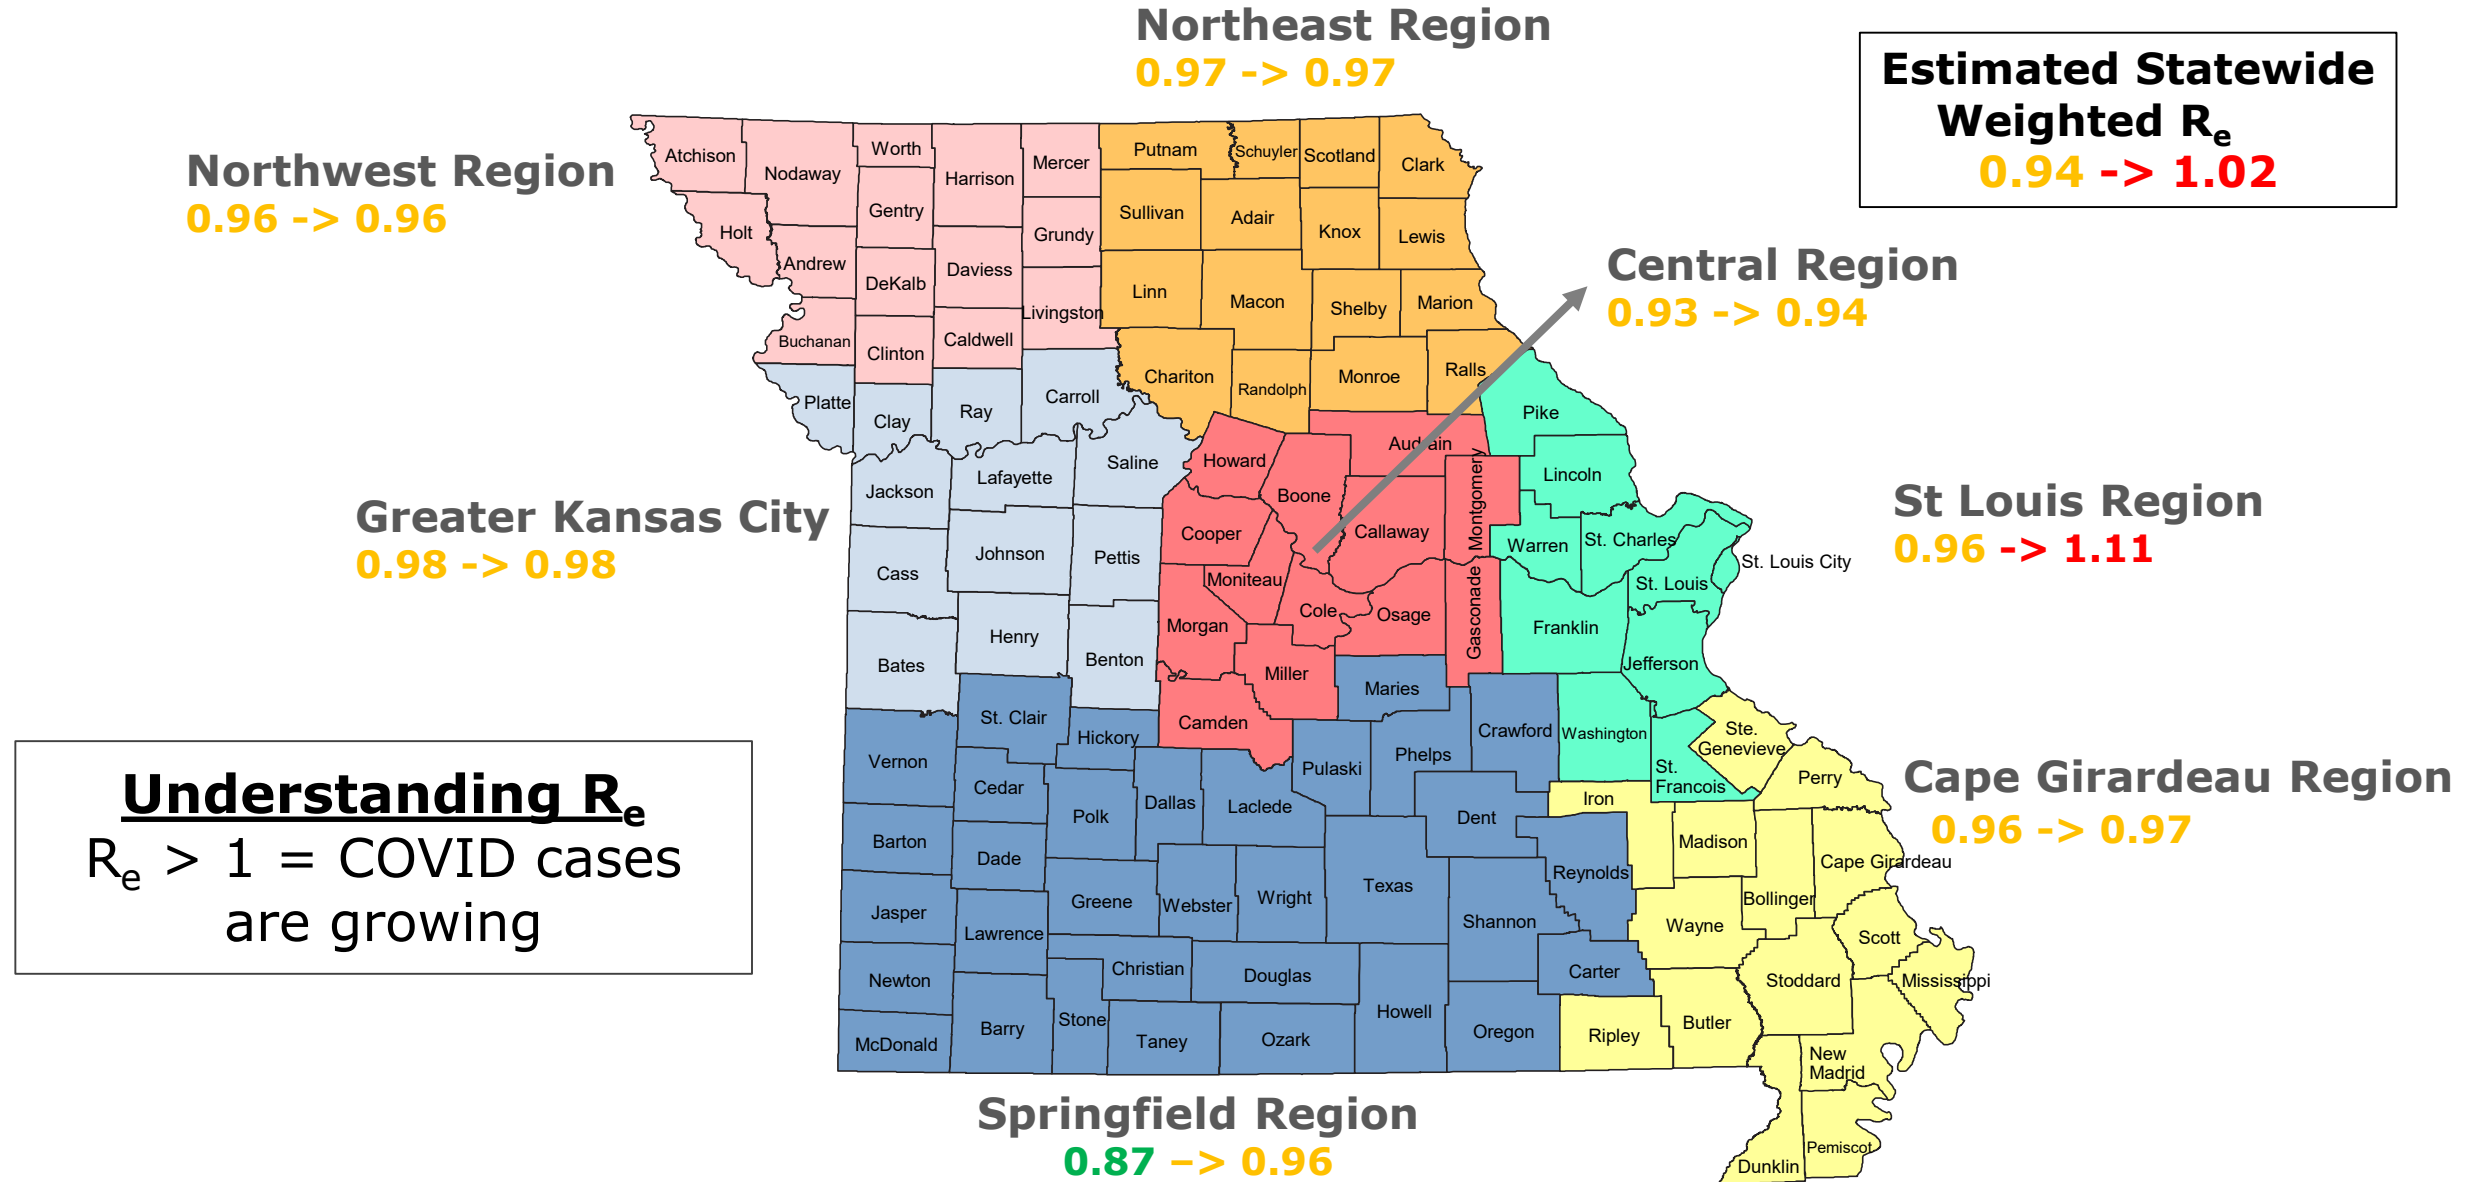 Northeast Region
0.97 -> 0.97
Estimated Statewide
Weighted Re
0.94 -> 1.02
Northwest Region
0.96 -> 0.96
Central Region
0.93 -> 0.94
Greater Kansas City
0.98 -> 0.98
St Louis Region
0.96 -> 1.11
Cape Girardeau Region
0.96 -> 0.97
Springfield Region
0.87 –> 0.96
Understanding Re
Re > 1 = COVID cases
are growing
Atchison
Nodaway
Worth
Harrison
Mercer
Putnam
Schuyler
Scotland
Clark
Holt
Andrew
Gentry
DeKalb
Daviess
Grundy
Livingston
Sullivan
Adair
Knox
Lewis
Buchanan
Clinton
Caldwell
Linn
Macon
Shelby
Marion
Platte
Clay
Ray
Carroll
Chariton
Randolph
Monroe
Ralls
Pike
Jackson
Lafayette
Saline
Howard
Boone
Audrain
Callaway
Montgomery
Lincoln
Warren
St. Charles
St. Louis
St. Louis City
Cass
Johnson
Pettis
Cooper
Moniteau
Cole
Osage
Gasconade
Franklin
Jefferson
Bates
Henry
Benton
Morgan
Miller
Maries
Camden
St. Clair
Hickory
Vernon
Cedar
Polk
Dallas
Laclede
Pulaski
Phelps
Crawford
Washington
St.
Francois
Ste.
Genevieve
Perry
Barton
Dade
Greene
Webster
Wright
Texas
Dent
Iron
Reynolds
Madison
Bollinger
Cape Girardeau
Jasper
Lawrence
Christian
Douglas
Shannon
Wayne
Scott
Newton
Barry
Stone
Taney
Ozark
Howell
Oregon
Carter
Ripley
Butler
Stoddard
Mississippi
McDonald
New
Madrid
Pemiscot
Dunklin